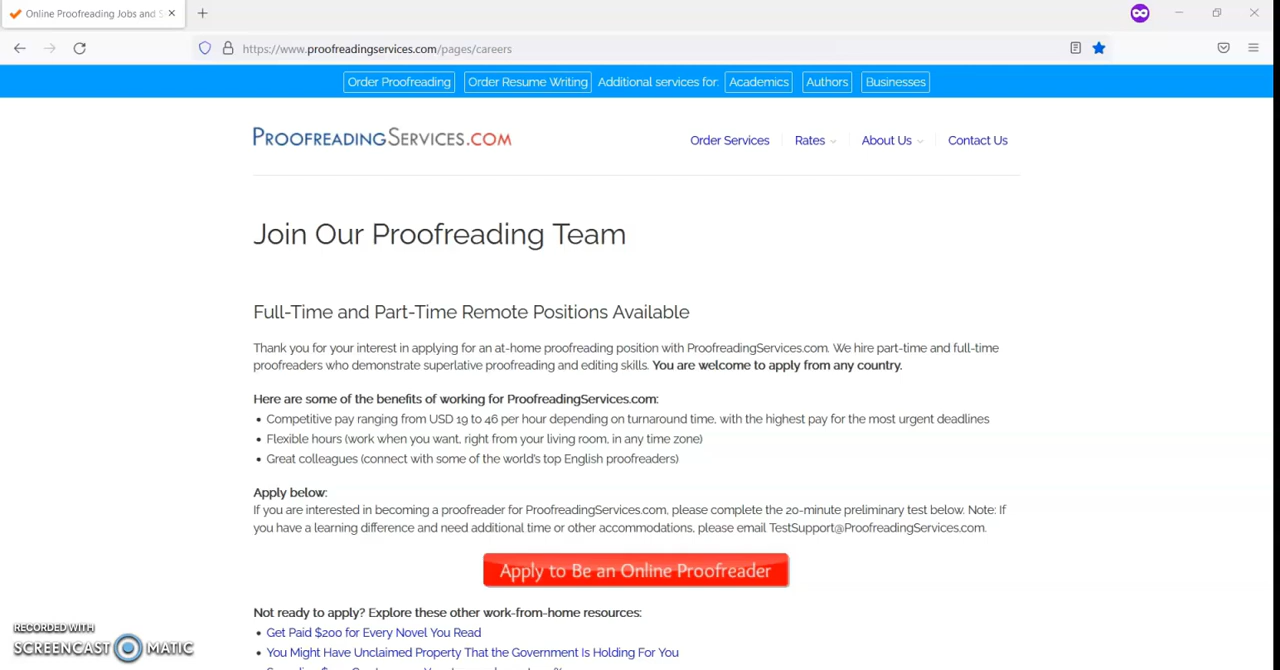 Online Proofreading Jobs and S
https://www.proofreadingservices.com/pages/careers
Order Proofreading Order Resume Writing Additional services for: Academics Authors Businesses
PROOFREADINGSERVICES.COM Order Services Rates About Us Contact Us
Join Our Proofreading Team
Full-Time and Part-Time Remote Positions Available
Thank you for your interest in applying for an at-home proofreading position with ProofreadingServices.com. We hire part-time and full-time
proofreaders who demonstrate superlative proofreading and editing skills. You are welcome to apply from any country.
Here are some of the benefits of working for ProofreadingServices.com:
• Competitive pay ranging from USD 19 to 46 per hour depending on turnaround time, with the highest pay for the most urgent deadlines
• Flexible hours (work when you want, right from your living room, in any time zone)
• Great colleagues (connect with some of the world's top English proofreaders)
Apply below:
If you are interested in becoming a proofreader for ProofreadingServices.com, please complete the 20-minute preliminary test below. Note: If
you have a learning difference and need additional time or other accommodations, please email TestSupport@ProofreadingServices.com.
Apply to Be an Online Proofreader
Not ready to apply? Explore these other work-from-home resources:
• Get Paid $200 for Every Novel You Read
• You Might Have Unclaimed Property That the Government Is Holding For You
RECORDED WITH
SCREENCAST MATIC